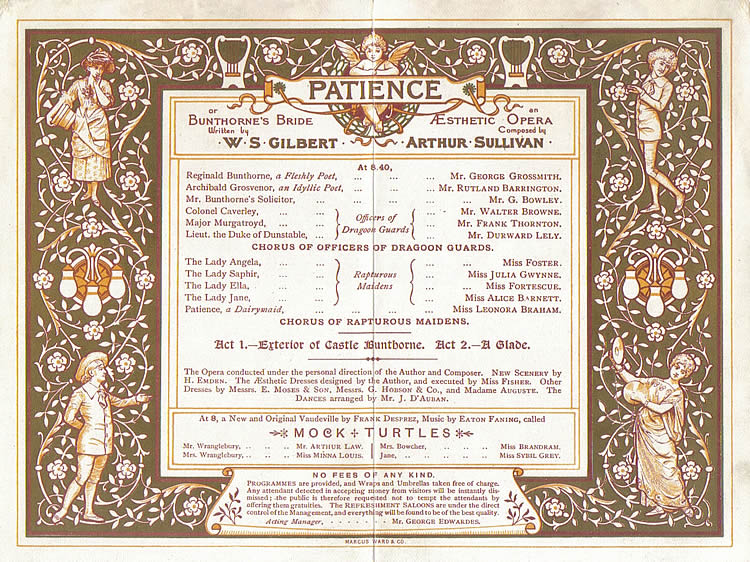 PATIENCE
or
BUNTHORNE'S BRIDE
Written by
W. S. GILBERT
an
ÆSTHETIC OPERA
Composed by
ARTHUR SULLIVAN
At 8.40,
Reginald Bunthorne, a Fleshly Poet, ... ... ... Mr. GEORGE GROSSMITH.
Archibald Grosvenor, an Idyllic Poet, ... ... ... Mr. RUTLAND BARRINGTON.
Mr. Bunthorne's Solicitor, ... ... ... ... ... Mr. G. BOWLEY.
Colonel Caverley, ... ... } Officers of Dragoon Guards { ... Mr. WALTER BROWNE.
Major Murgatroyd, ... ... ... Mr. FRANK THORNTON.
Lieut. the Duke of Dunstable, ... ... Mr. DURWARD LELY.
CHORUS OF OFFICERS OF DRAGOON GUARDS.
The Lady Angela, ... ... } Rapturous Maidens { ... ... Miss FOSTER.
The Lady Saphir, ... ... ... Miss JULIA GWYNNE.
The Lady Ella, ... ... ... ... Miss FORTESCUE.
The Lady Jane, ... ... ... Miss ALICE BARNETT.
Patience, a Dairymaid, ... ... ... ... ... Miss LEONORA BRAHAM.
CHORUS OF RAPTUROUS MAIDENS.
Act 1.—Exterior of Castle Bunthorne. Act 2.—A Glade.
The Opera conducted under the personal direction of the Author and Composer. NEW SCENERY by
H. EMDEN. The Æsthetic Dresses designed by the Author, and executed by Miss FISHER. Other
Dresses by Messrs. E. MOSES & SON, Messrs. G. HOBSON & CO., and Madame AUGUSTE. The
DANCES arranged by Mr. J. D'AUBAN.
At 8, a New and Original Vaudeville by FRANK DESPREZ, Music by EATON FANING, called
MOCK TURTLES
Mr. Wranglebury, .. .. .. Mr. ARTHUR LAW. Mrs. Bowcher, .. .. .. .. Miss BRANDRAM.
Mrs. Wranglebury, .. .. .. Miss MINNA LOUIS. Jane, .. .. .. .. .. Miss SYBIL GREY.
NO FEES OF ANY KIND.
PROGRAMMES are provided, and Wraps and Umbrellas taken free of charge.
Any attendant detected in accepting money from visitors will be instantly dis-
missed; the public is therefore requested not to tempt the attendants by
offering them gratuities. The REFRESHMENT SALOONS are under the direct
control of the Management, and everything will be found to be of the best quality.
Acting Manager, . . . . . . . Mr. GEORGE EDWARDES.
MARCUS WARD & CO.